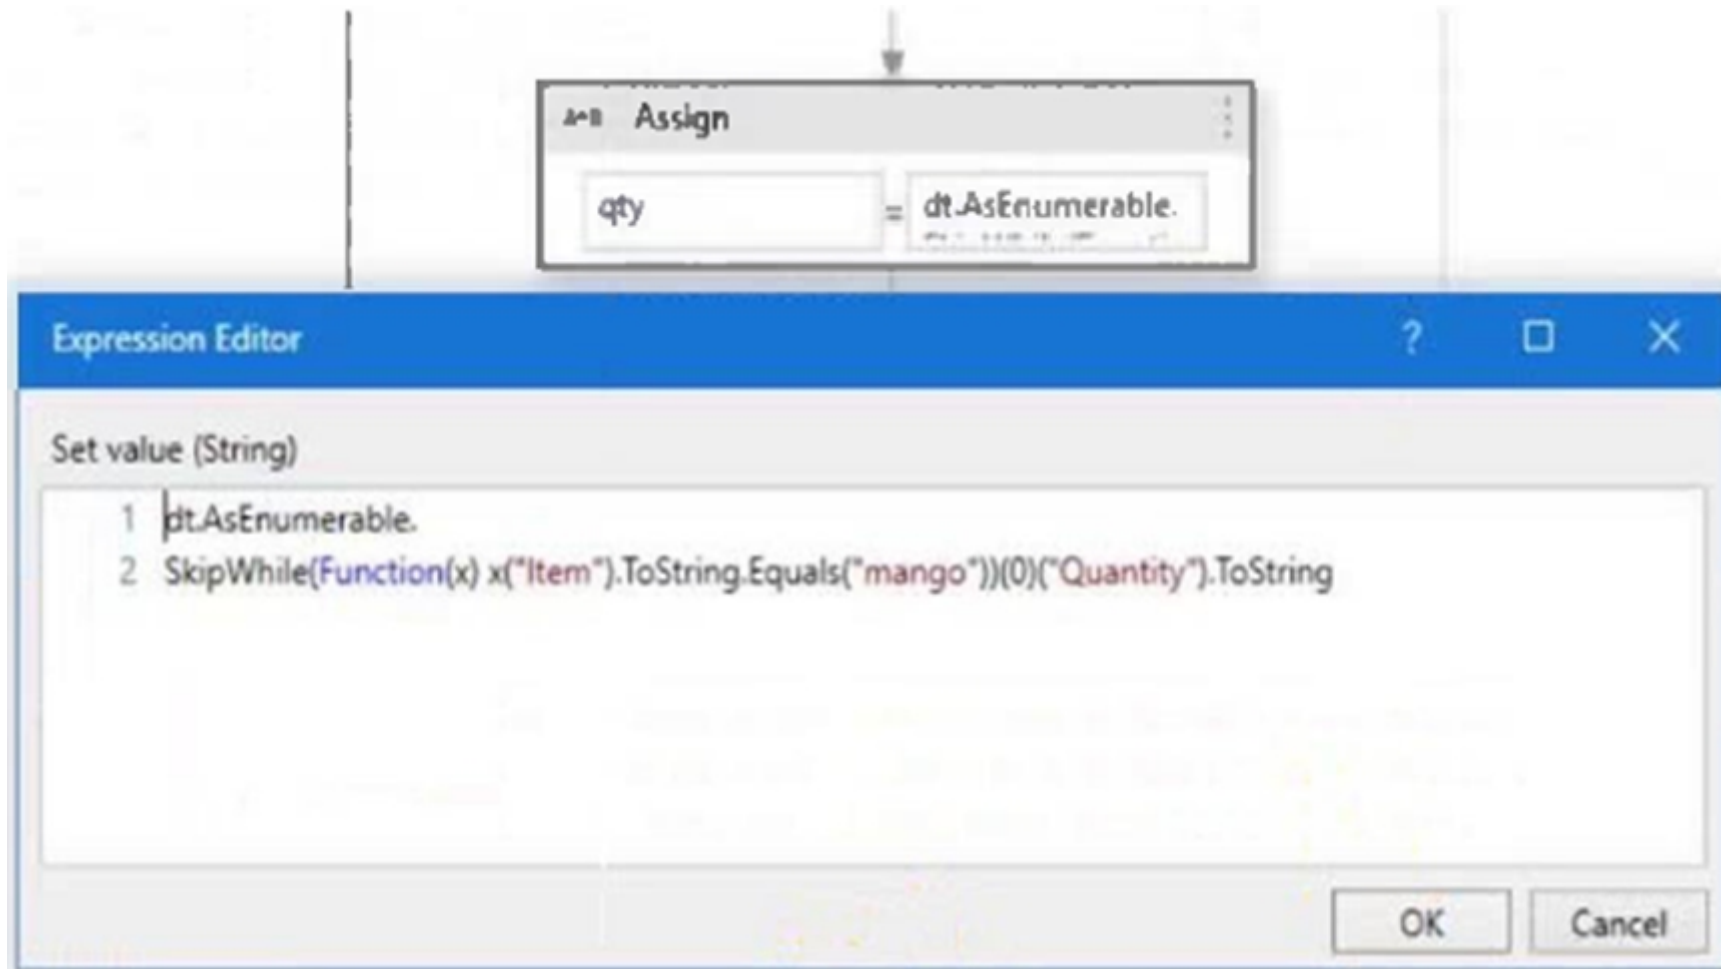 Assign
qty = dt.AsEnumerable.
Expression Editor ?
Set value (String)
1 dt.AsEnumerable.
2 SkipWhile(Function(x) x("Item").ToString.Equals("mango"))(0)("Quantity").ToString
OK Cancel